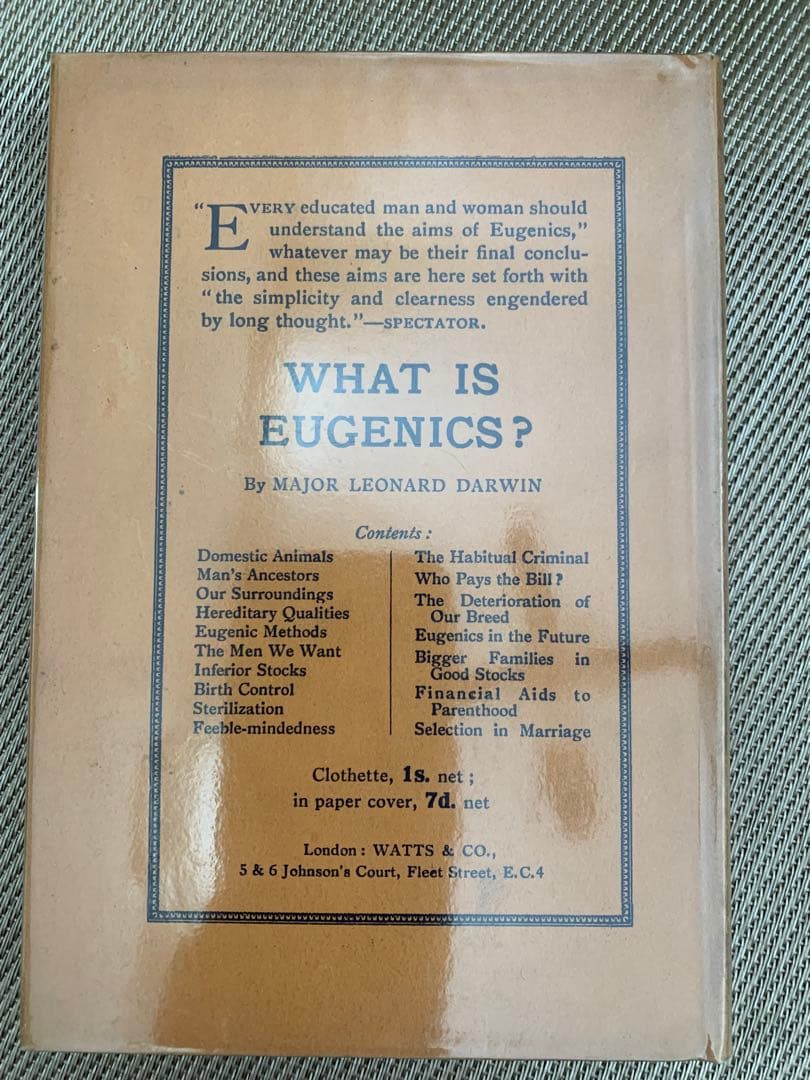 "EVERY educated man and woman should
understand the aims of Eugenics,"
whatever may be their final conclu-
sions, and these aims are here set forth with
"the simplicity and clearness engendered
by long thought."—SPECTATOR.
WHAT IS
EUGENICS?
By MAJOR LEONARD DARWIN
Contents:
Domestic Animals
Man's Ancestors
Our Surroundings
Hereditary Qualities
Eugenic Methods
The Men We Want
Inferior Stocks
Birth Control
Sterilization
Feeble-mindedness
The Habitual Criminal
Who Pays the Bill?
The Deterioration of
Our Breed
Eugenics in the Future
Bigger Families in
Good Stocks
Financial Aids to
Parenthood
Selection in Marriage
Clothette, 1s. net;
in paper cover, 7d. net
London: WATTS & CO.,
5 & 6 Johnson's Court, Fleet Street, E.C.4